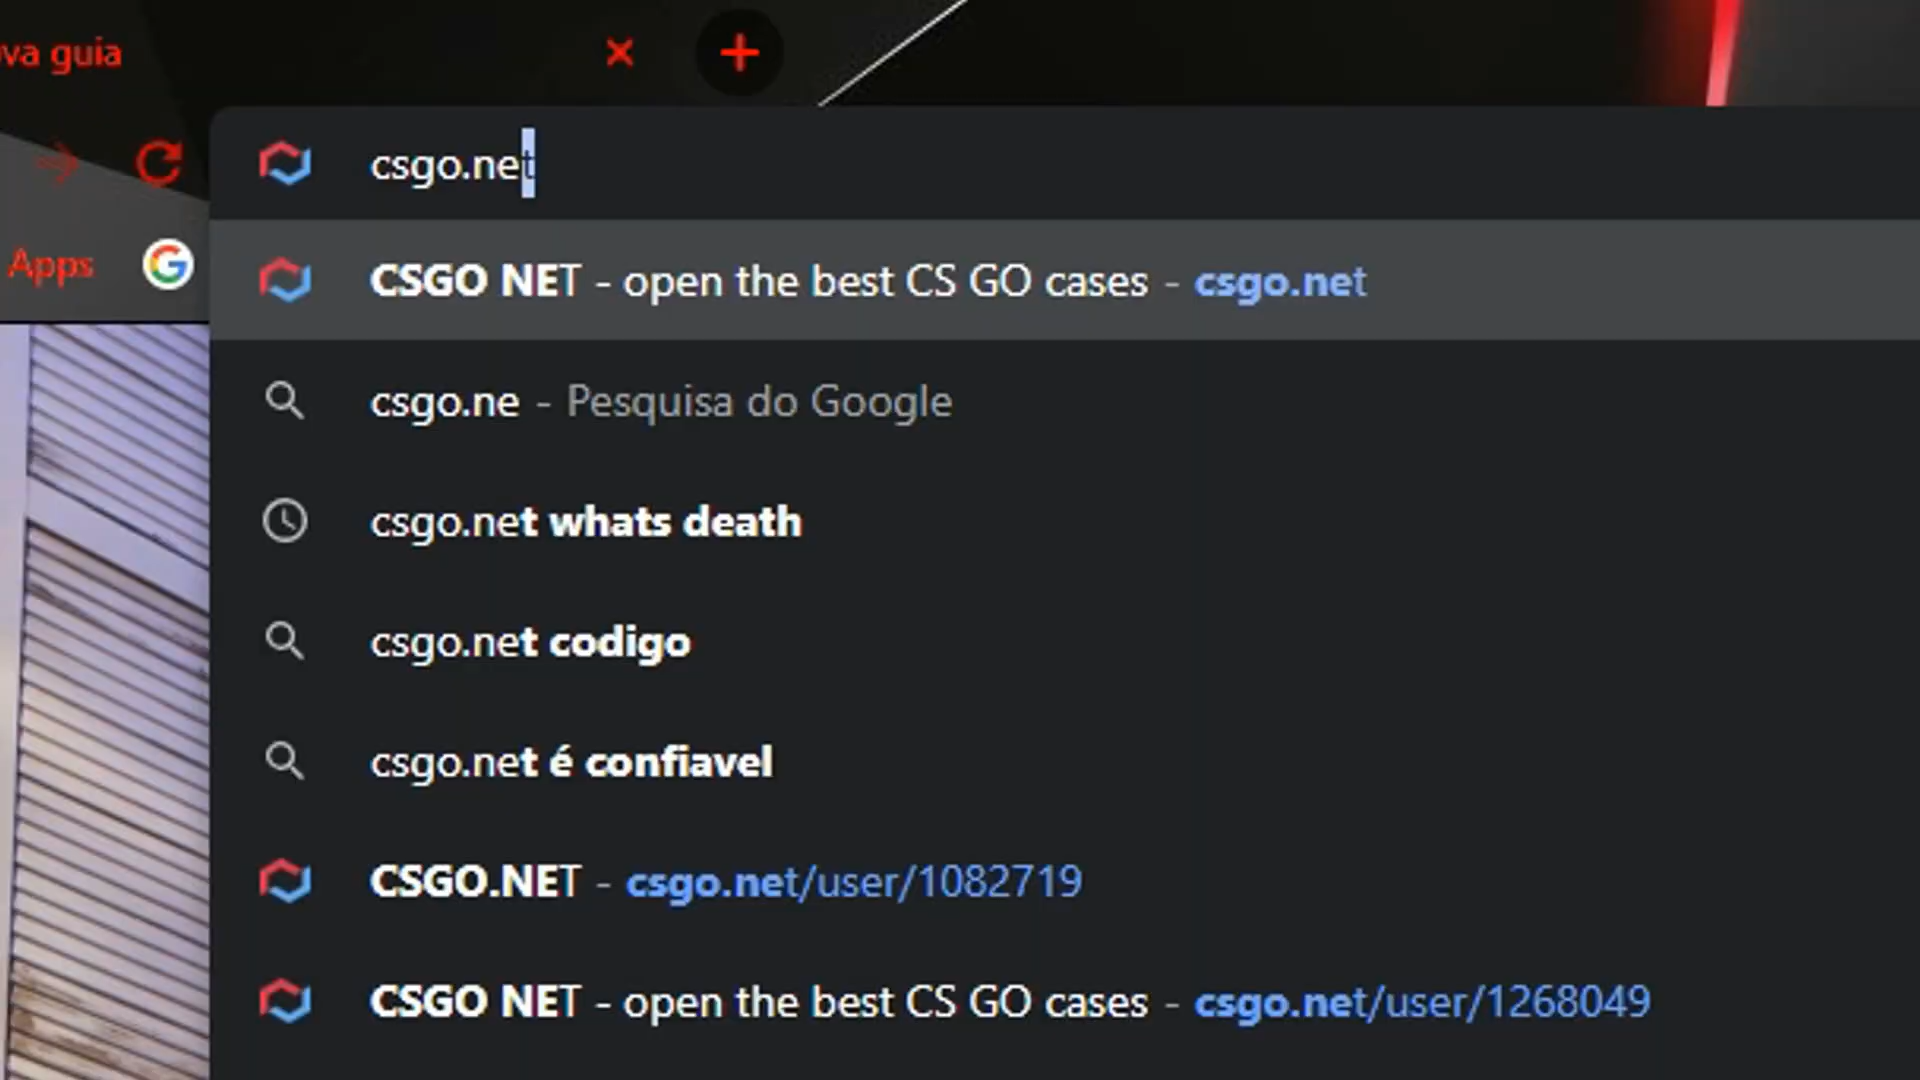 va guia
csgo.net
Apps
CSGO NET - open the best CS GO cases - csgo.net
csgo.ne - Pesquisa do Google
csgo.net whats death
csgo.net codigo
csgo.net é confiavel
CSGO.NET - csgo.net/user/1082719
CSGO NET - open the best CS GO cases - csgo.net/user/1268049